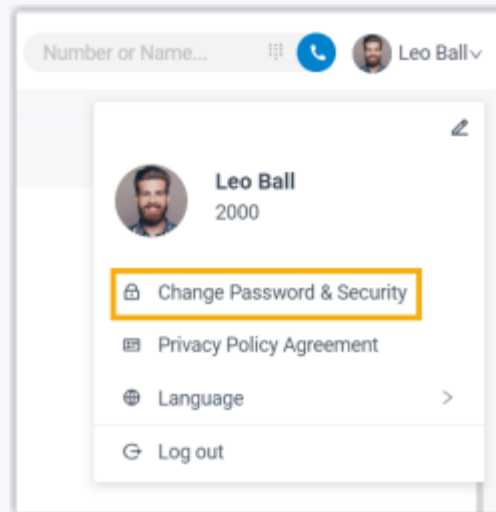 Number or Name... Leo Ball
Leo Ball
2000
Change Password & Security
Privacy Policy Agreement
Language
Log out